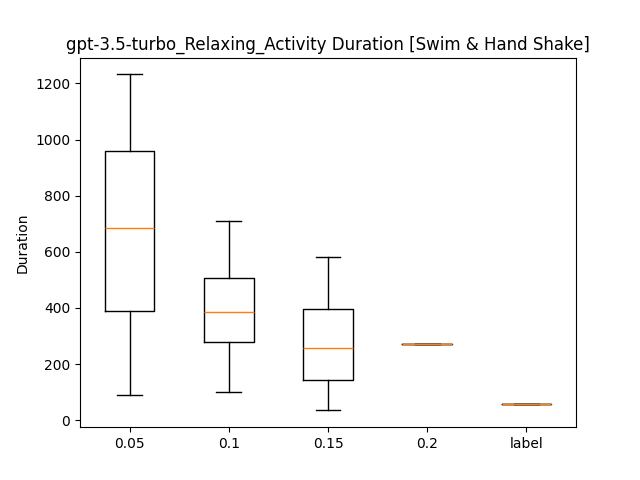 gpt-3.5-turbo_Relaxing_Activity Duration [Swim & Hand Shake]
1200
1000
800
600
400
200
0
Duration
0.05 0.1 0.15 0.2 label